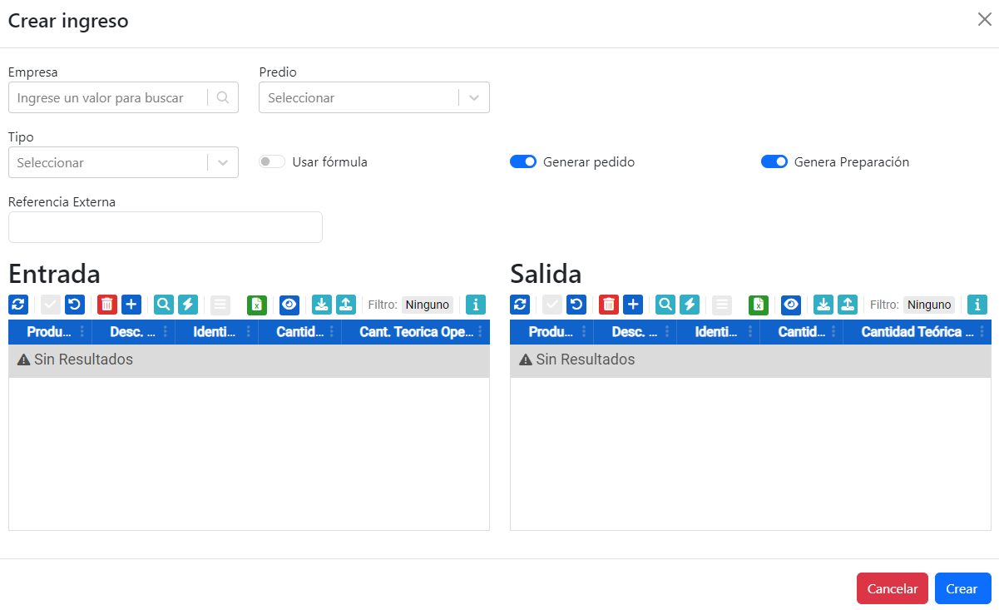 Crear ingreso
Empresa
Predio
Ingrese un valor para buscar
Seleccionar
Tipo
Seleccionar
Usar fórmula
Generar pedido
Genera Preparación
Referencia Externa
Entrada
Filtro: Ninguno
Produ... Desc. ... Identi... Cantid... Cant. Teorica Ope...
Sin Resultados
Salida
Filtro: Ninguno
Produ... Desc. ... Identi... Cantid... Cantidad Teórica ...
Sin Resultados
Cancelar
Crear